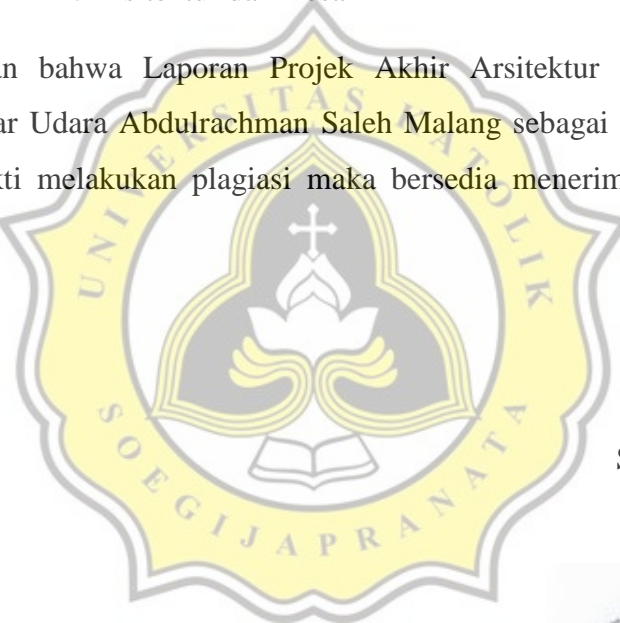 an bahwa Laporan Projek Akhir Arsitektur
ar Udara Abdulrachman Saleh Malang sebagai
kti melakukan plagiasi maka bersedia menerim
UNIVERSITAS KATOLIK
SOEGIJAPRANATA
S